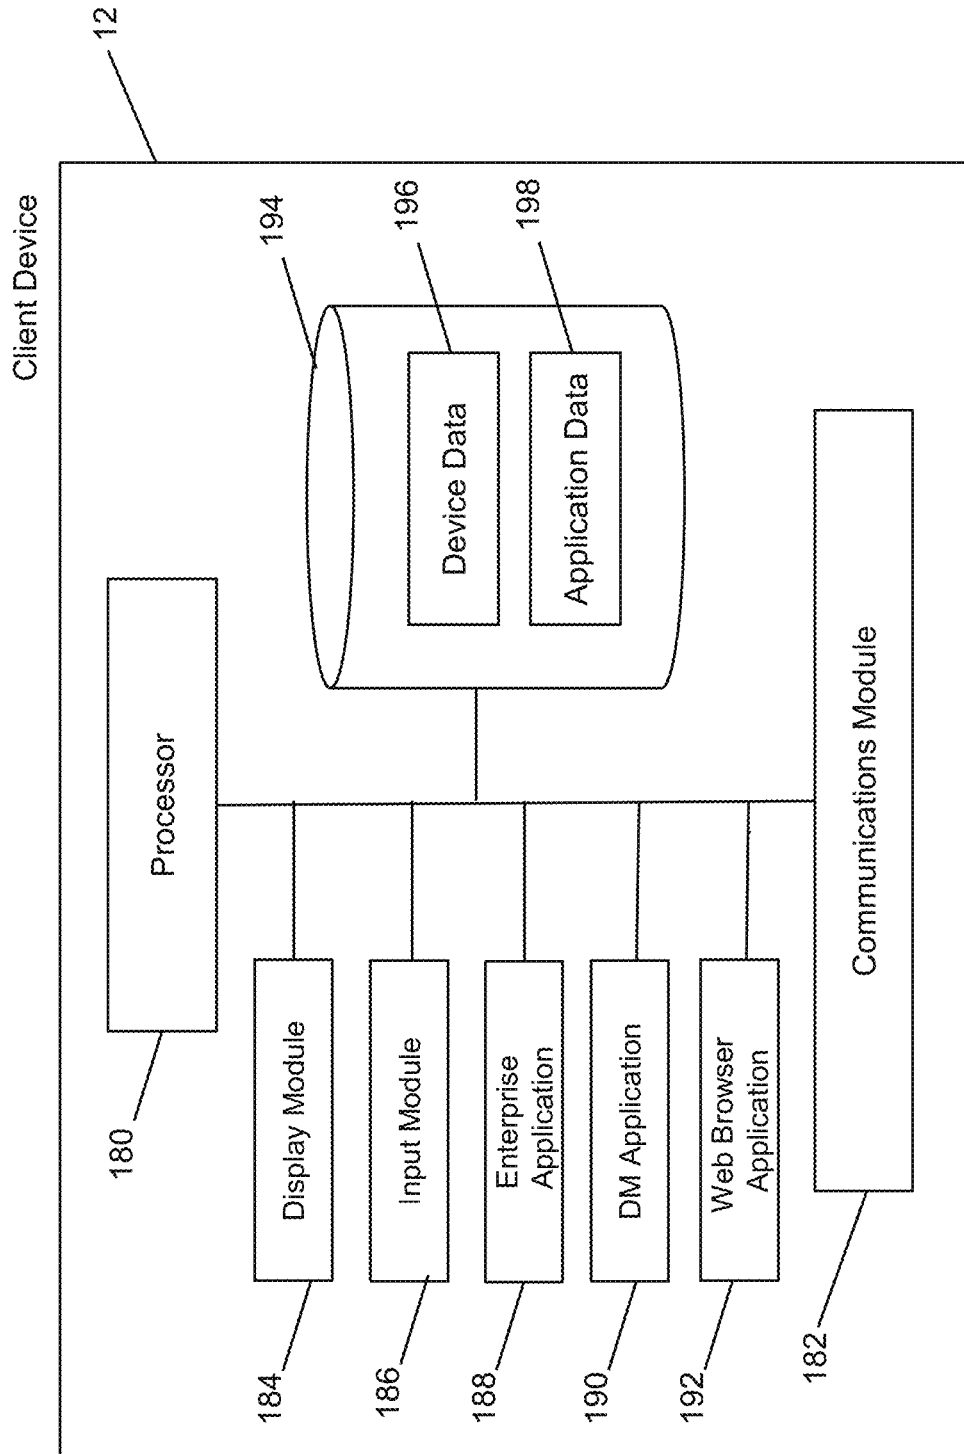 Client Device
12
Processor
180
194
Device Data
196
Application Data
198
Display Module
184
Input Module
186
Enterprise
Application
188
DM Application
190
Web Browser
Application
192
Communications Module
182